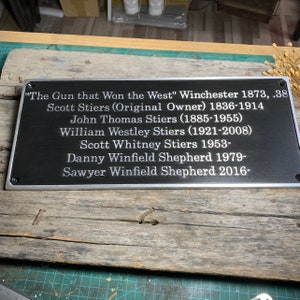 "The Gun that Won the West" Winchester 1873, .38
Scott Stiers (Original Owner) 1836-1914
John Thomas Stiers (1885-1955)
William Westley Stiers (1921-2008)
Scott Whitney Stiers 1953-
Danny Winfield Shepherd 1979-
Sawyer Winfield Shepherd 2016-